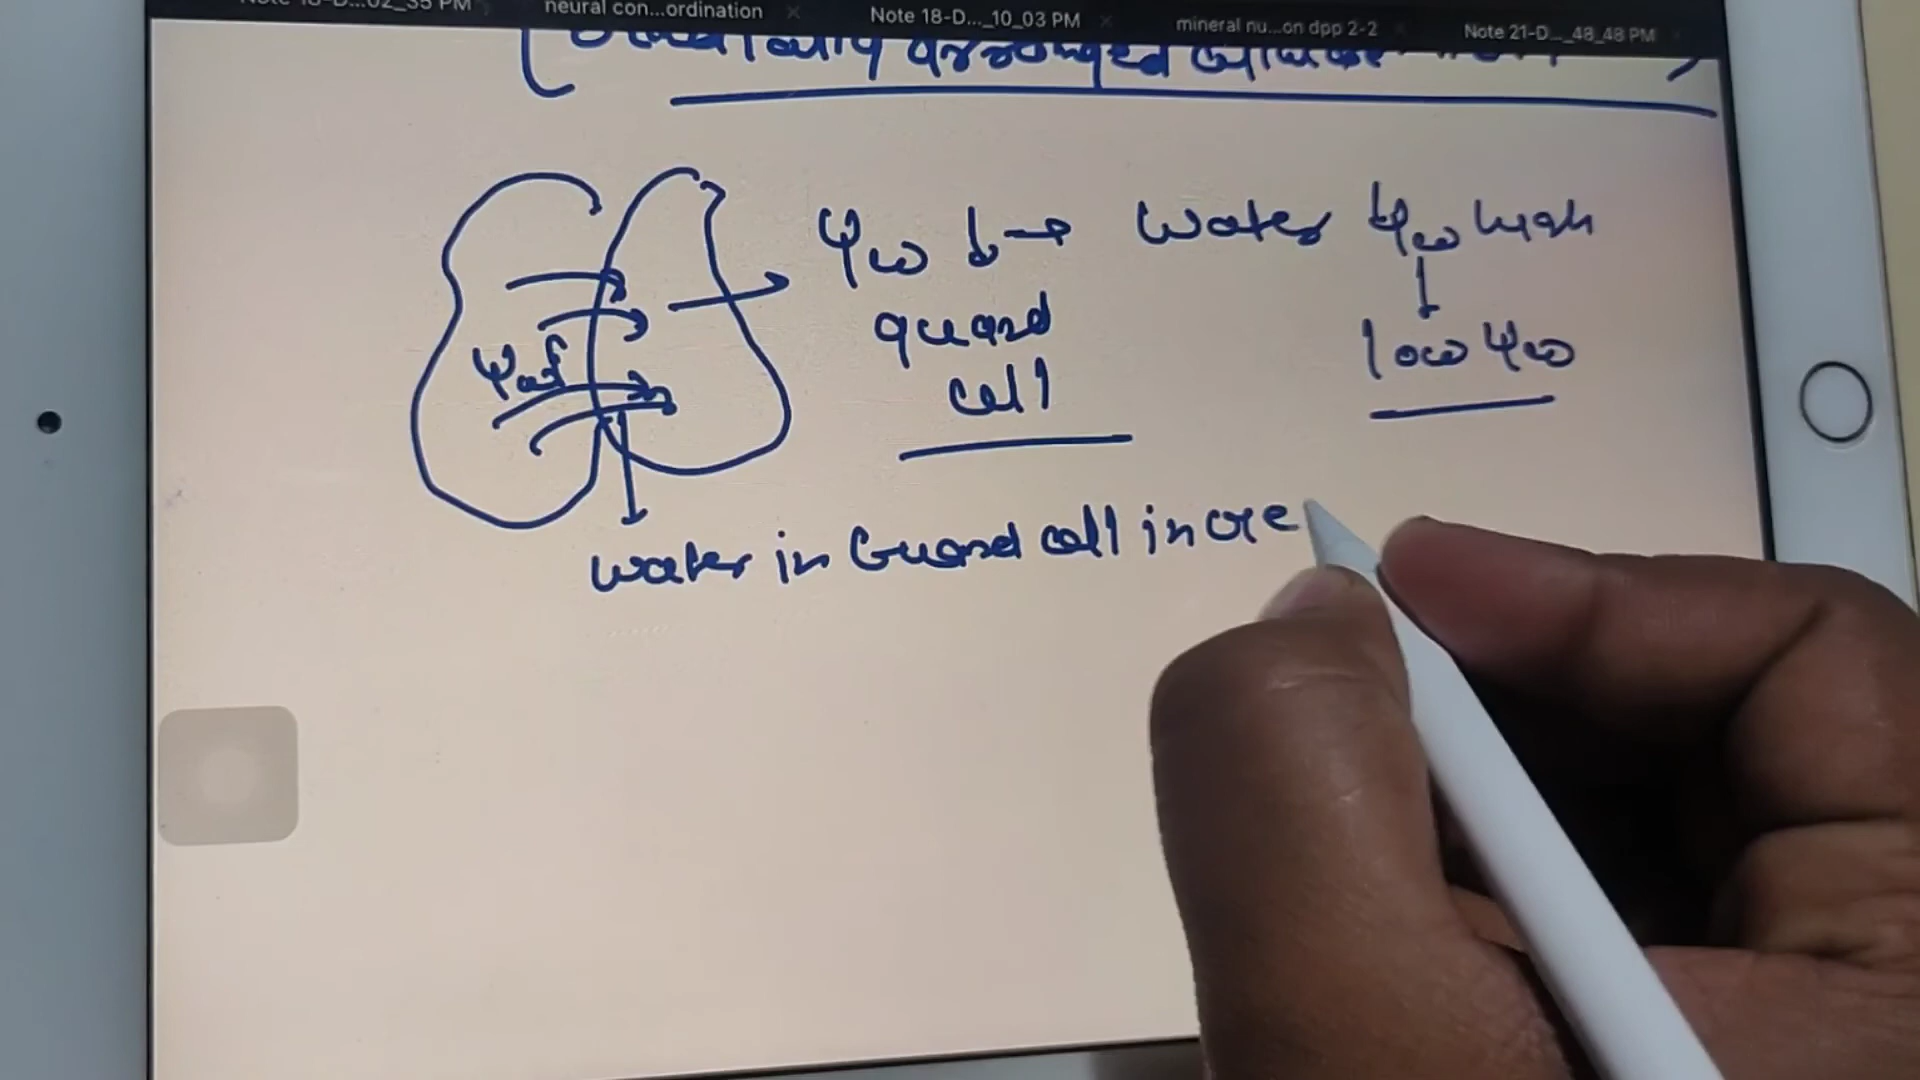 neural con...ordination × Note 18-D..._10_03 PM × mineral nu...on dpp 2-2 × Note 21-D..._48_48 PM
arranged
Ψw ↓→ Water Ψw high
guard
↓
cell
low Ψw
Ψw
water in Guard cell incre